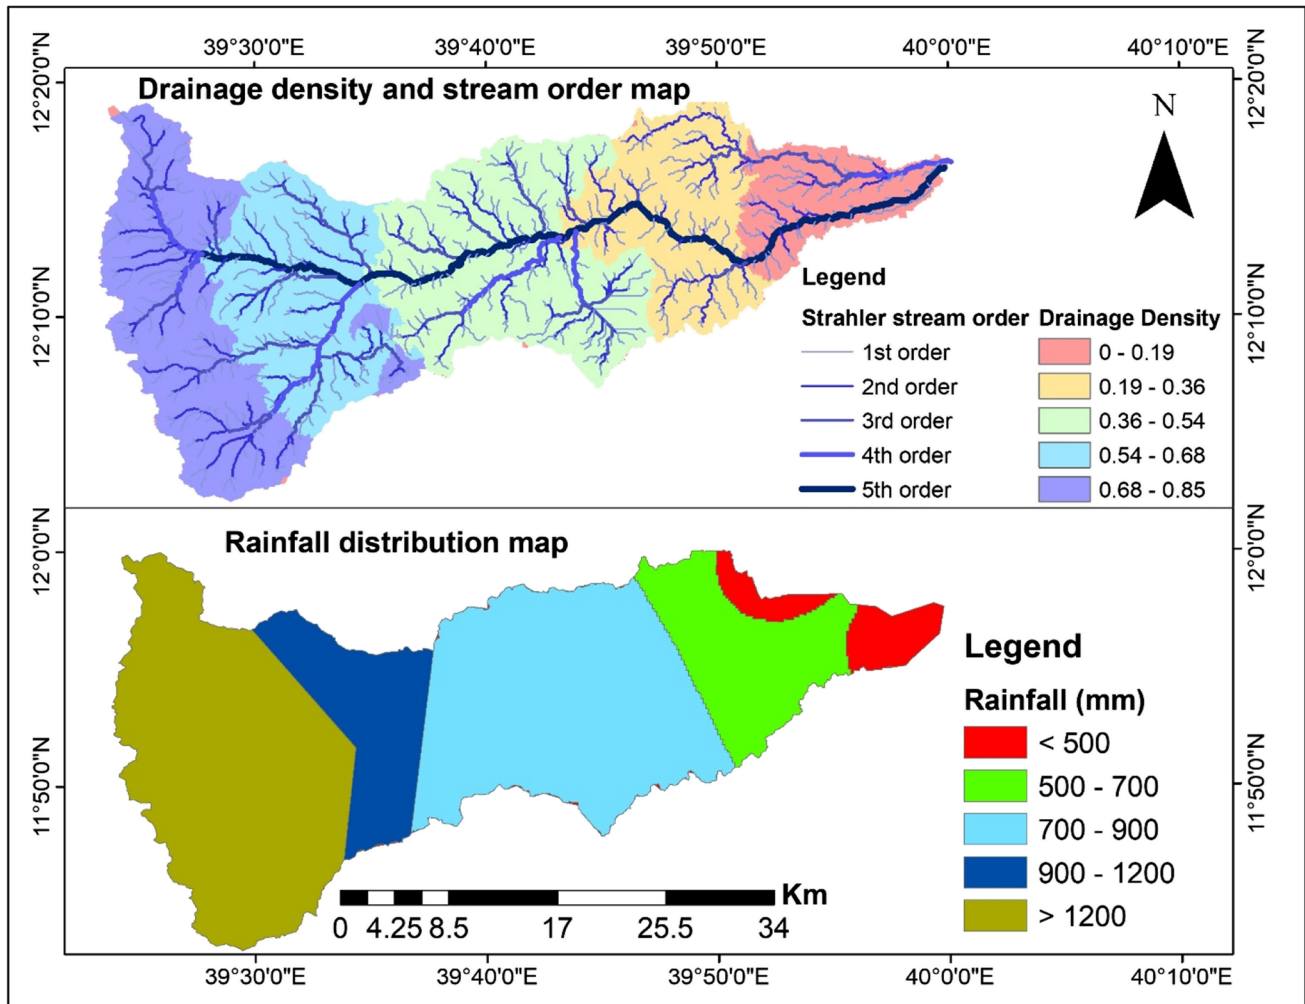 39°30'0"E 39°40'0"E 39°50'0"E 40°0'0"E 40°10'0"E
12°20'0"N
12°20'0"N
Drainage density and stream order map
N
12°10'0"N
12°10'0"N
Legend
Strahler stream order Drainage Density
1st order 0 - 0.19
2nd order 0.19 - 0.36
3rd order 0.36 - 0.54
4th order 0.54 - 0.68
5th order 0.68 - 0.85
12°0'0"N
12°0'0"N
Rainfall distribution map
Legend
Rainfall (mm)
< 500
500 - 700
700 - 900
900 - 1200
> 1200
11°50'0"N
11°50'0"N
Km
0 4.25 8.5 17 25.5 34
39°30'0"E 39°40'0"E 39°50'0"E 40°0'0"E 40°10'0"E